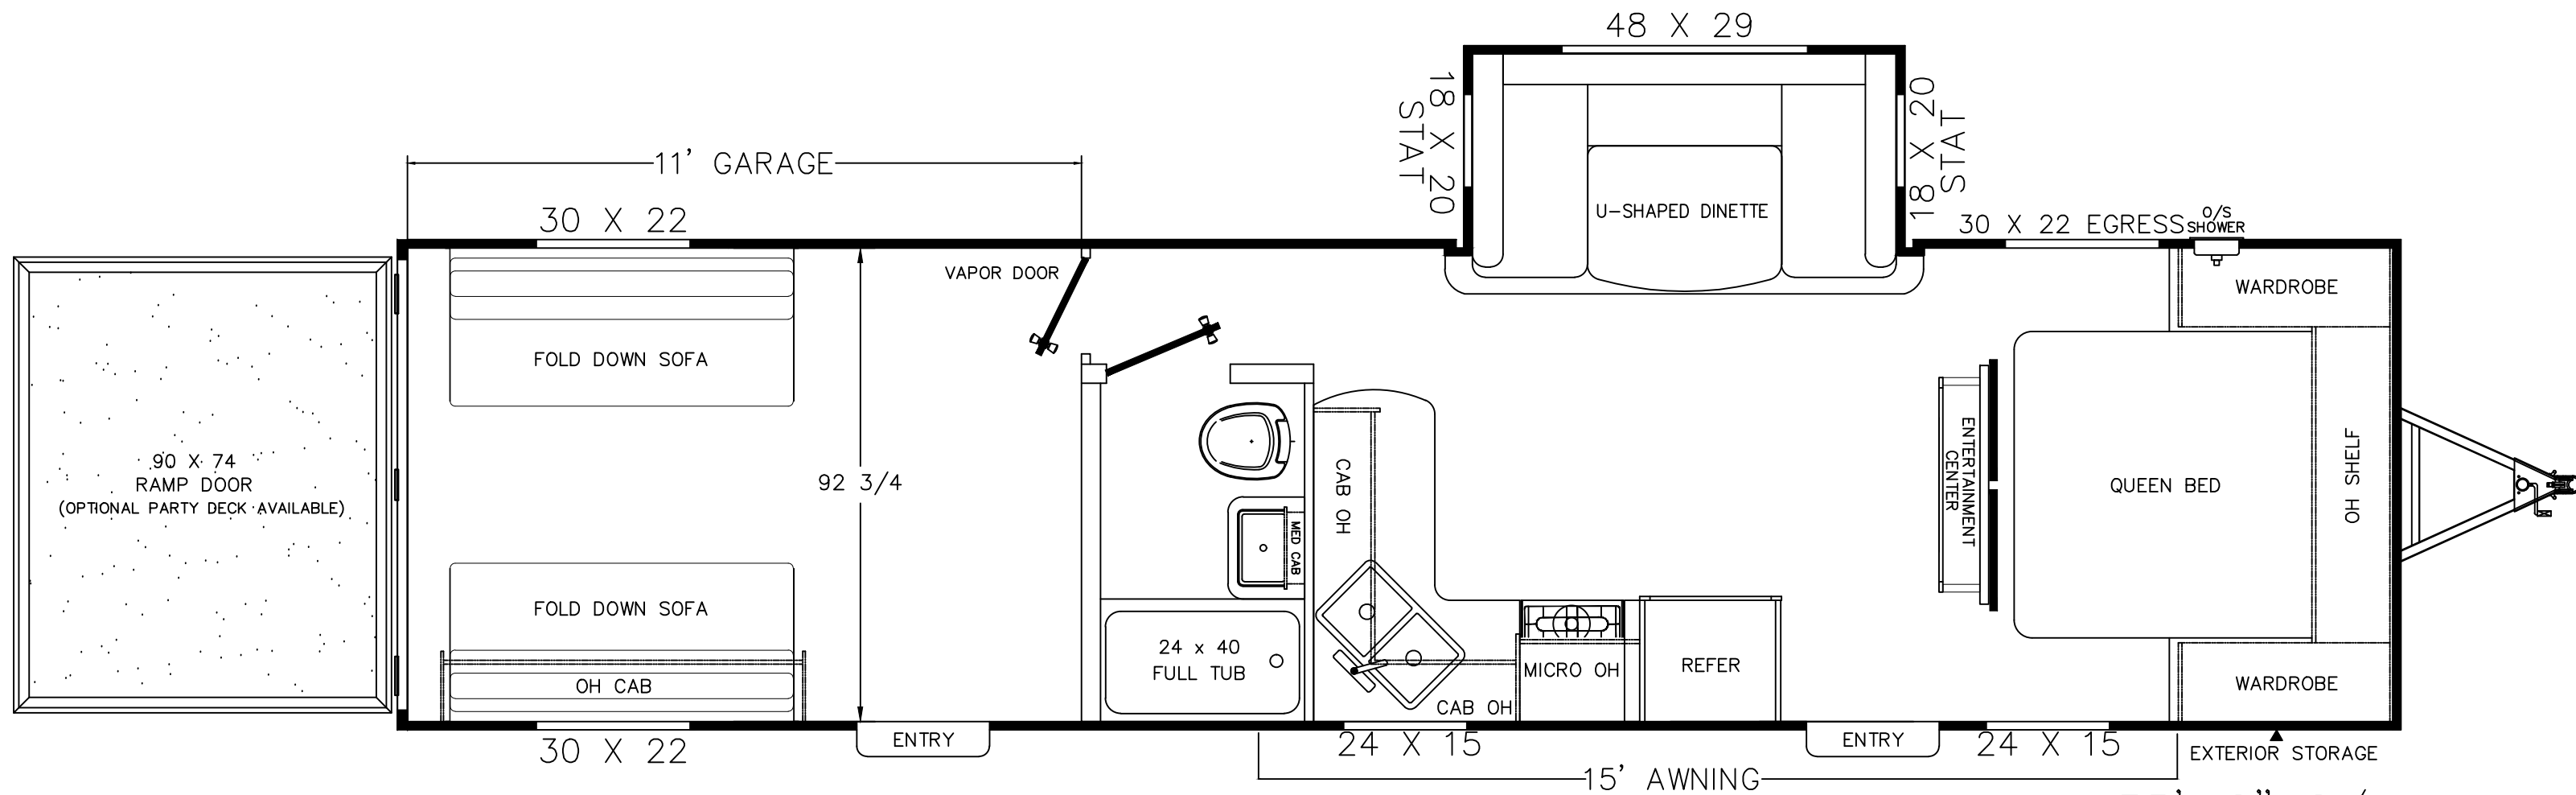 48 X 29
18 X 20
STAT
18 X 20
STAT
11' GARAGE
30 X 22
30 X 22 EGRESS
O/S
SHOWER
VAPOR DOOR
U-SHAPED DINETTE
WARDROBE
FOLD DOWN SOFA
90 X 74
RAMP DOOR
(OPTIONAL PARTY DECK AVAILABLE)
92 3/4
CAB OH
MED CAB
ENTERTAINMENT
CENTER
QUEEN BED
OH SHELF
FOLD DOWN SOFA
OH CAB
24 x 40
FULL TUB
MICRO OH
REFER
WARDROBE
CAB OH
30 X 22
ENTRY
24 X 15
ENTRY
24 X 15
EXTERIOR STORAGE
15' AWNING